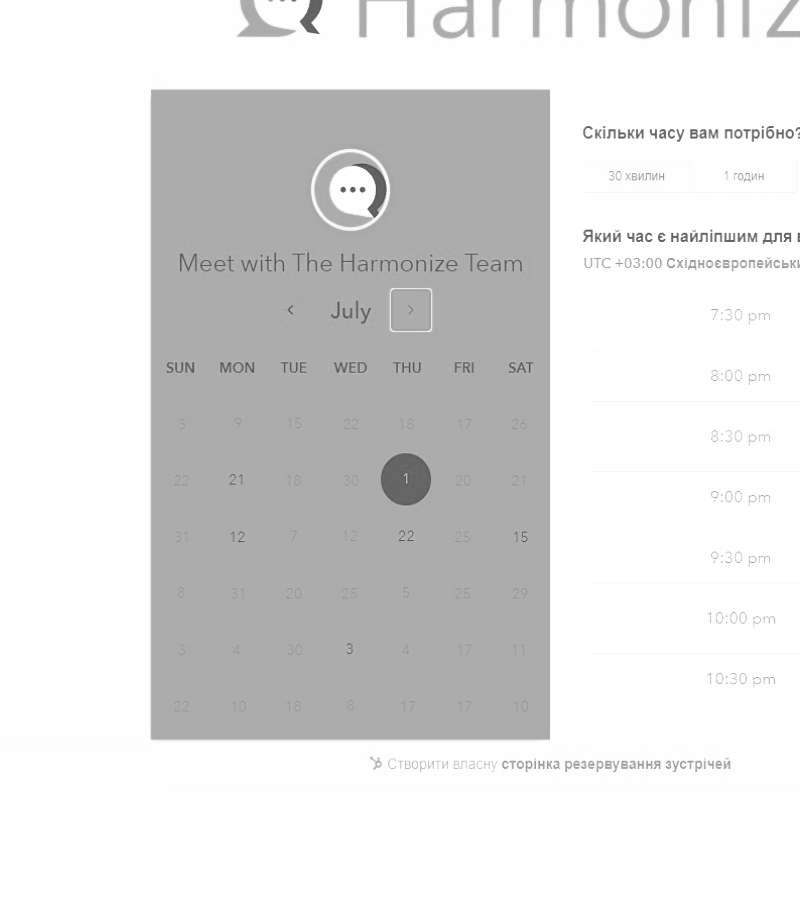 Harmoniz
Meet with The Harmonize Team
July
SUN MON TUE WED THU FRI SAT
3 9 15 22 18 17 26
22 21 18 30 1 20 21
31 12 7 12 22 25 15
6 31 20 25 5 25 29
3 4 30 3 4 17 11
22 10 18 8 17 17 10
Скільки часу вам потрібно?
30 хвилин 1 годин
Який час є найліпшим для
UTC +03:00 Східноєвропейськи
7:30 pm
8:00 pm
8:30 pm
9:00 pm
9:30 pm
10:00 pm
10:30 pm
Створити власну сторінка резервування зустрічей